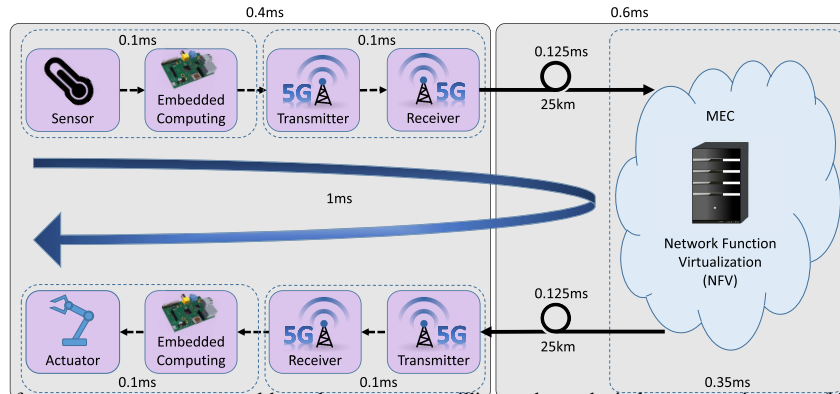 0.4ms
0.6ms
0.1ms
0.1ms
Sensor
Embedded
Computing
5G
Transmitter
5G
Receiver
0.125ms
25km
MEC
Network Function
Virtualization
(NFV)
1ms
Actuator
Embedded
Computing
5G
Receiver
5G
Transmitter
0.125ms
25km
0.1ms
0.1ms
0.35ms